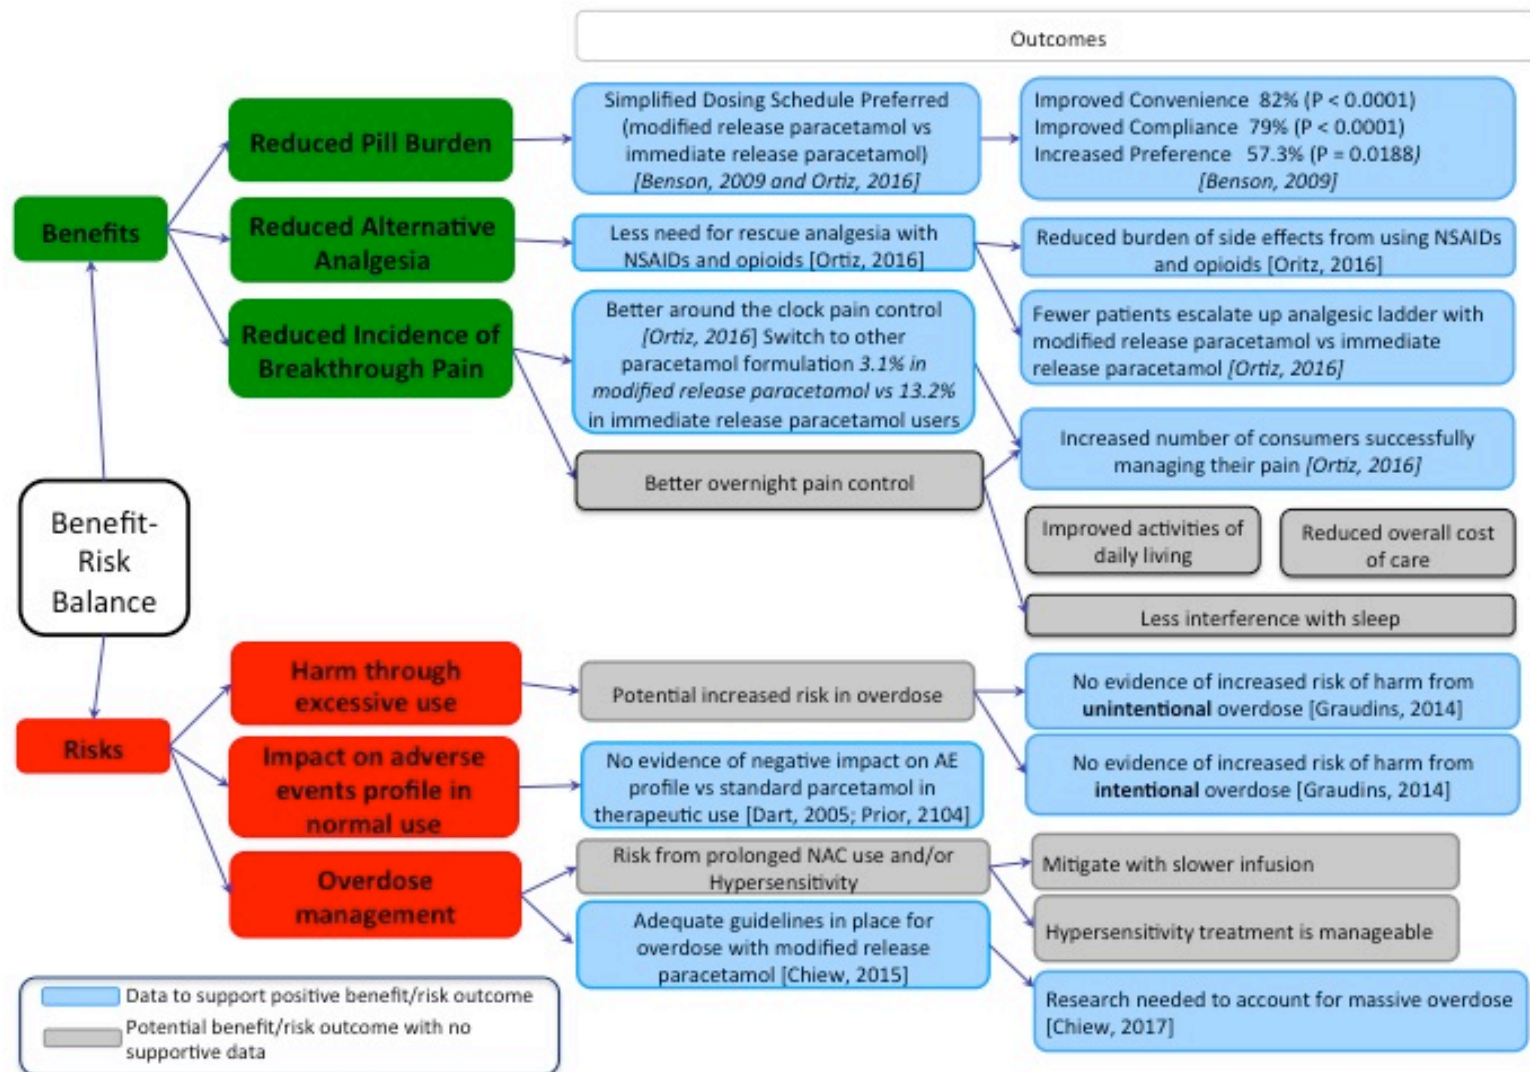 Outcomes
Benefit-
Risk
Balance
Benefits
Reduced Pill Burden
Simplified Dosing Schedule Preferred
(modified release paracetamol vs
immediate release paracetamol)
[Benson, 2009 and Ortiz, 2016]
Improved Convenience 82% (P < 0.0001)
Improved Compliance 79% (P < 0.0001)
Increased Preference 57.3% (P = 0.0188)
[Benson, 2009]
Reduced Alternative
Analgesia
Less need for rescue analgesia with
NSAIDs and opioids [Ortiz, 2016]
Reduced burden of side effects from using NSAIDs
and opioids [Oritz, 2016]
Fewer patients escalate up analgesic ladder with
modified release paracetamol vs immediate
release paracetamol [Ortiz, 2016]
Reduced Incidence of
Breakthrough Pain
Better around the clock pain control
[Ortiz, 2016] Switch to other
paracetamol formulation 3.1% in
modified release paracetamol vs 13.2%
in immediate release paracetamol users
Increased number of consumers successfully
managing their pain [Ortiz, 2016]
Better overnight pain control
Improved activities of
daily living
Reduced overall cost
of care
Less interference with sleep
Risks
Harm through
excessive use
Potential increased risk in overdose
No evidence of increased risk of harm from
unintentional overdose [Graudins, 2014]
No evidence of increased risk of harm from
intentional overdose [Graudins, 2014]
Impact on adverse
events profile in
normal use
No evidence of negative impact on AE
profile vs standard parcetamol in
therapeutic use [Dart, 2005; Prior, 2104]
Overdose
management
Risk from prolonged NAC use and/or
Hypersensitivity
Mitigate with slower infusion
Hypersensitivity treatment is manageable
Adequate guidelines in place for
overdose with modified release
paracetamol [Chiew, 2015]
Research needed to account for massive overdose
[Chiew, 2017]
Data to support positive benefit/risk outcome
Potential benefit/risk outcome with no
supportive data